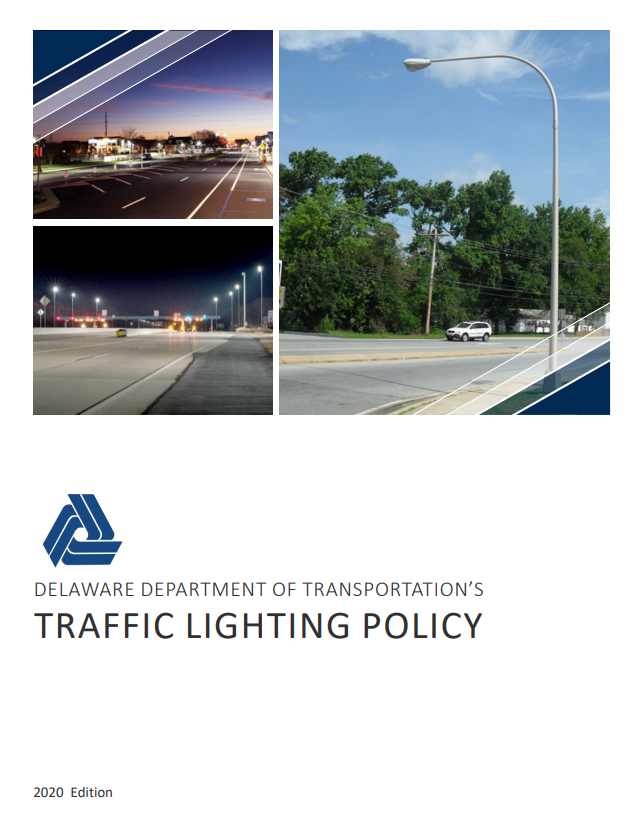 DELAWARE DEPARTMENT OF TRANSPORTATION’S
TRAFFIC LIGHTING POLICY
2020 Edition